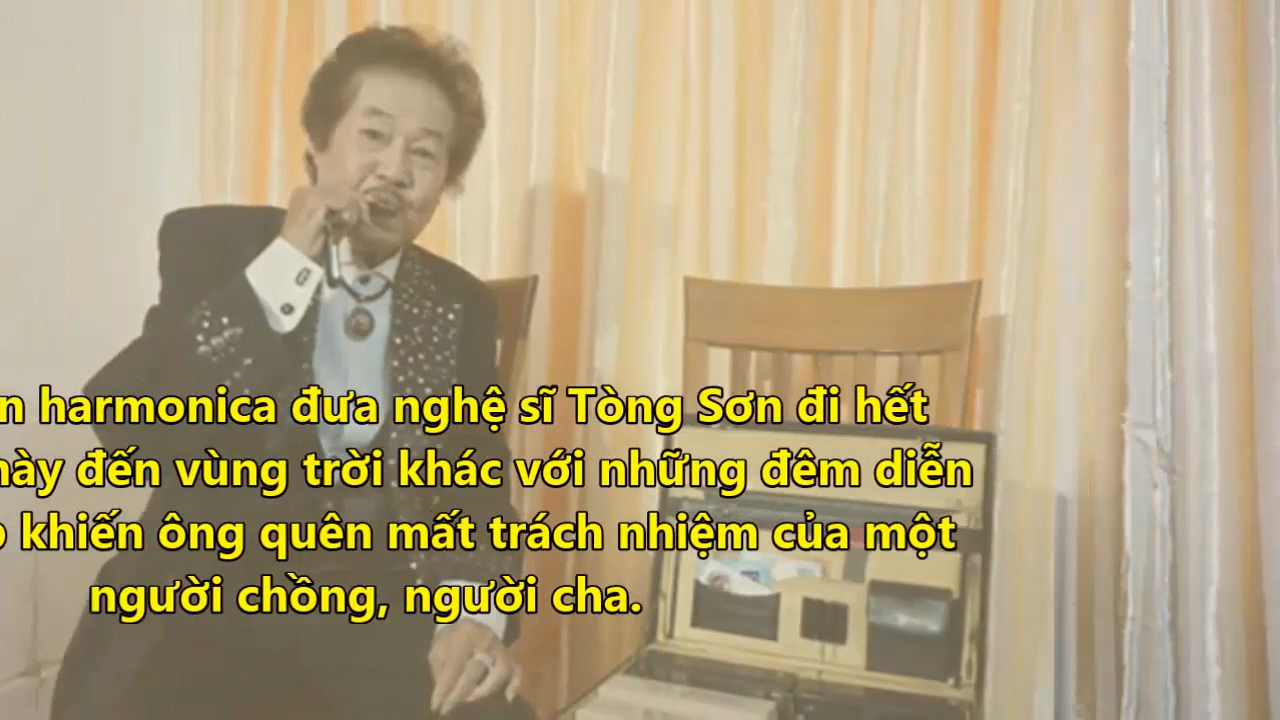 harmonica đưa nghệ sĩ Tòng Sơn đi hết
đến vùng trời khác với những đêm diễn
khiến ông quên mất trách nhiệm của một
người chồng, người cha.